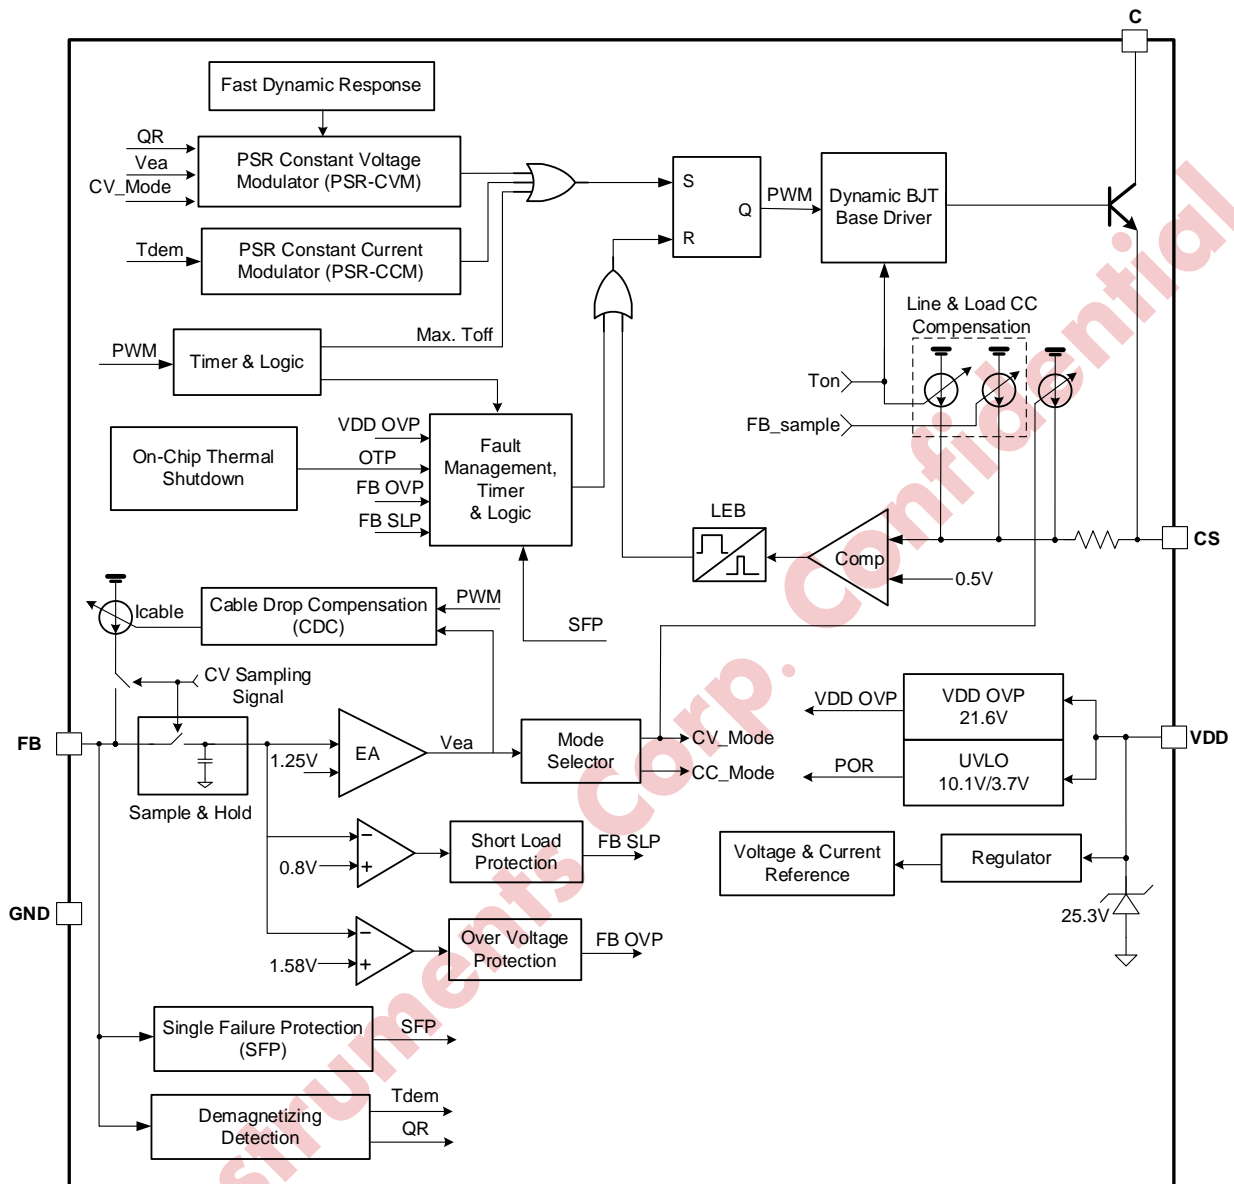 C
Fast Dynamic Response
QR
Vea
CV_Mode
PSR Constant Voltage
Modulator (PSR-CVM)
S
R
Q
PWM
Dynamic BJT
Base Driver
Tdem
PSR Constant Current
Modulator (PSR-CCM)
Line & Load CC
Compensation
PWM
Timer & Logic
Max. Toff
Ton
FB_sample
On-Chip Thermal
Shutdown
VDD OVP
OTP
FB OVP
FB SLP
Fault
Management,
Timer
& Logic
LEB
Comp
0.5V
CS
Icable
Cable Drop Compensation
(CDC)
PWM
SFP
CV Sampling
Signal
FB
Sample & Hold
1.25V
EA
Vea
Mode
Selector
CV_Mode
CC_Mode
VDD OVP
POR
VDD OVP
21.6V
UVLO
10.1V/3.7V
VDD
0.8V
−
+
Short Load
Protection
FB SLP
Voltage & Current
Reference
Regulator
25.3V
GND
1.58V
−
+
Over Voltage
Protection
FB OVP
Single Failure Protection
(SFP)
SFP
Demagnetizing
Detection
Tdem
QR
struments Corp. Confidential